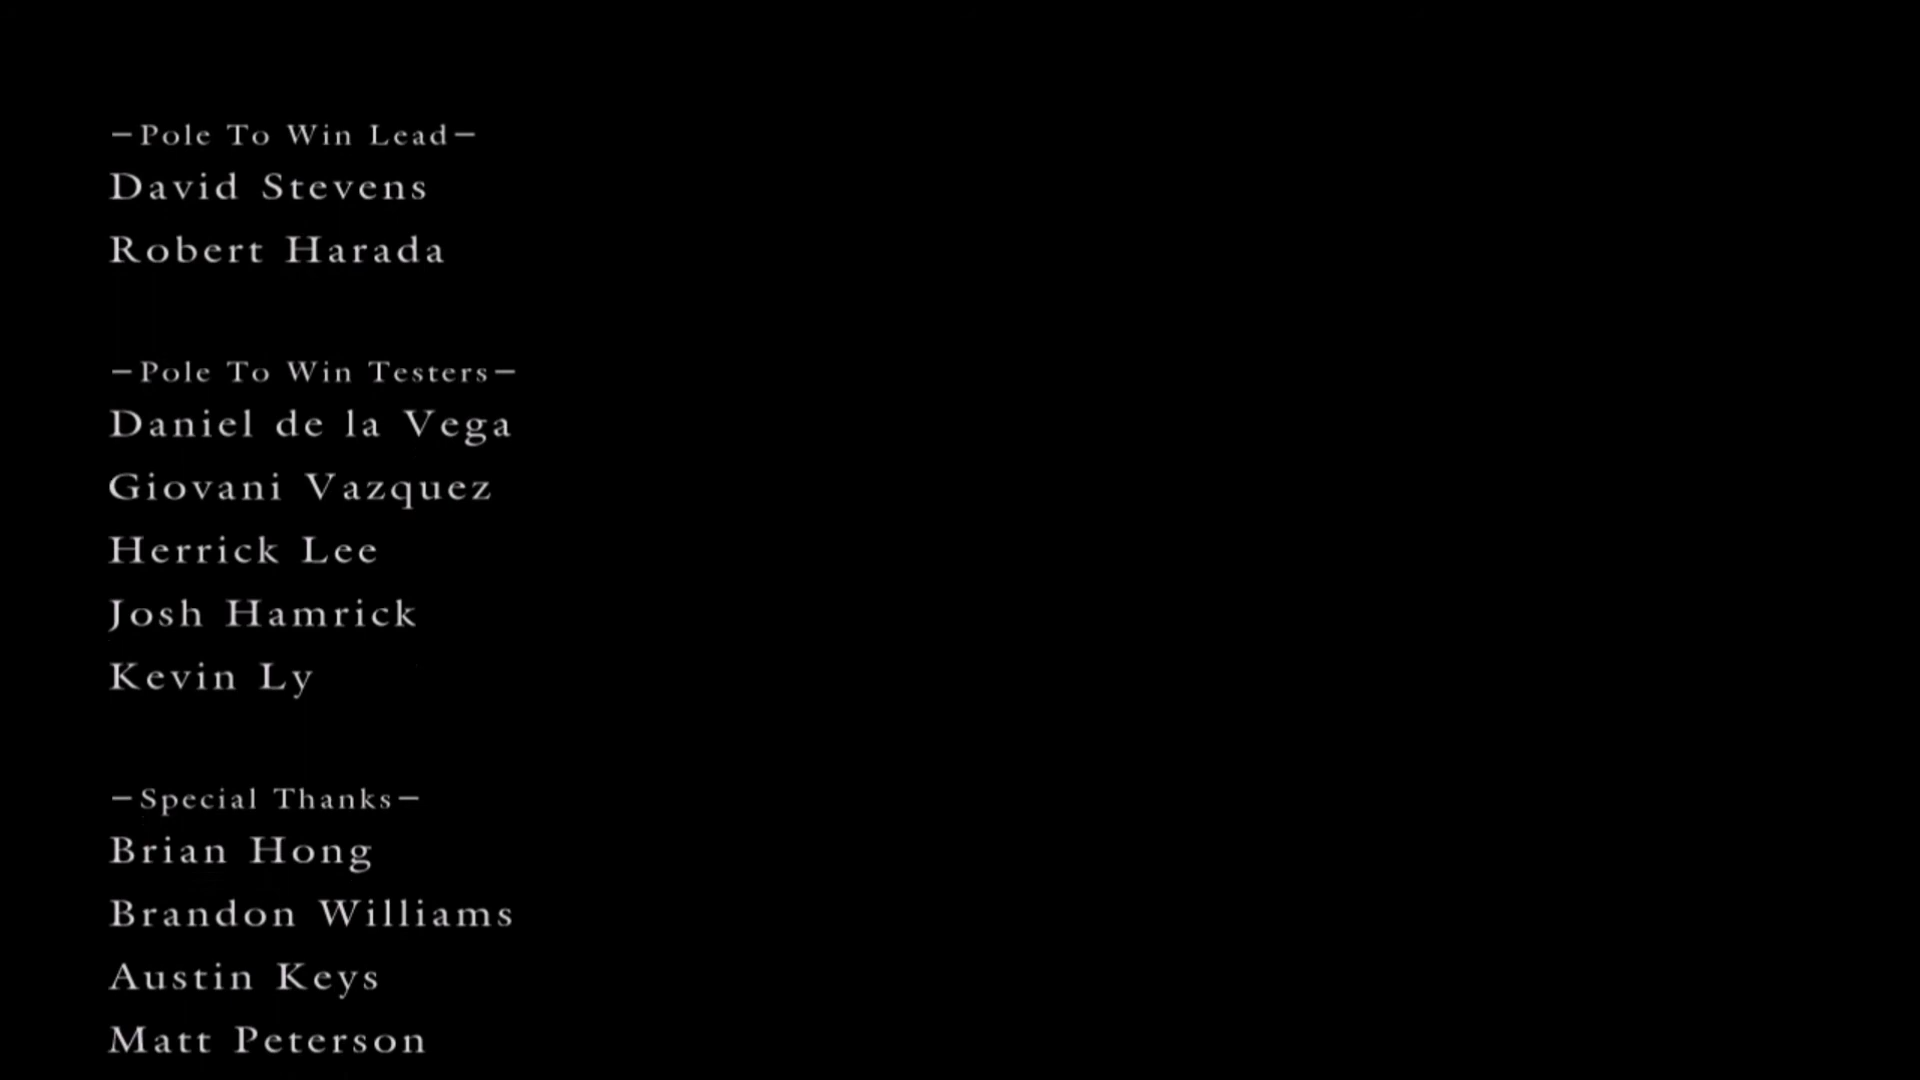 —Pole To Win Lead—
David Stevens
Robert Harada
—Pole To Win Testers—
Daniel de la Vega
Giovani Vazquez
Herrick Lee
Josh Hamrick
Kevin Ly
—Special Thanks—
Brian Hong
Brandon Williams
Austin Keys
Matt Peterson